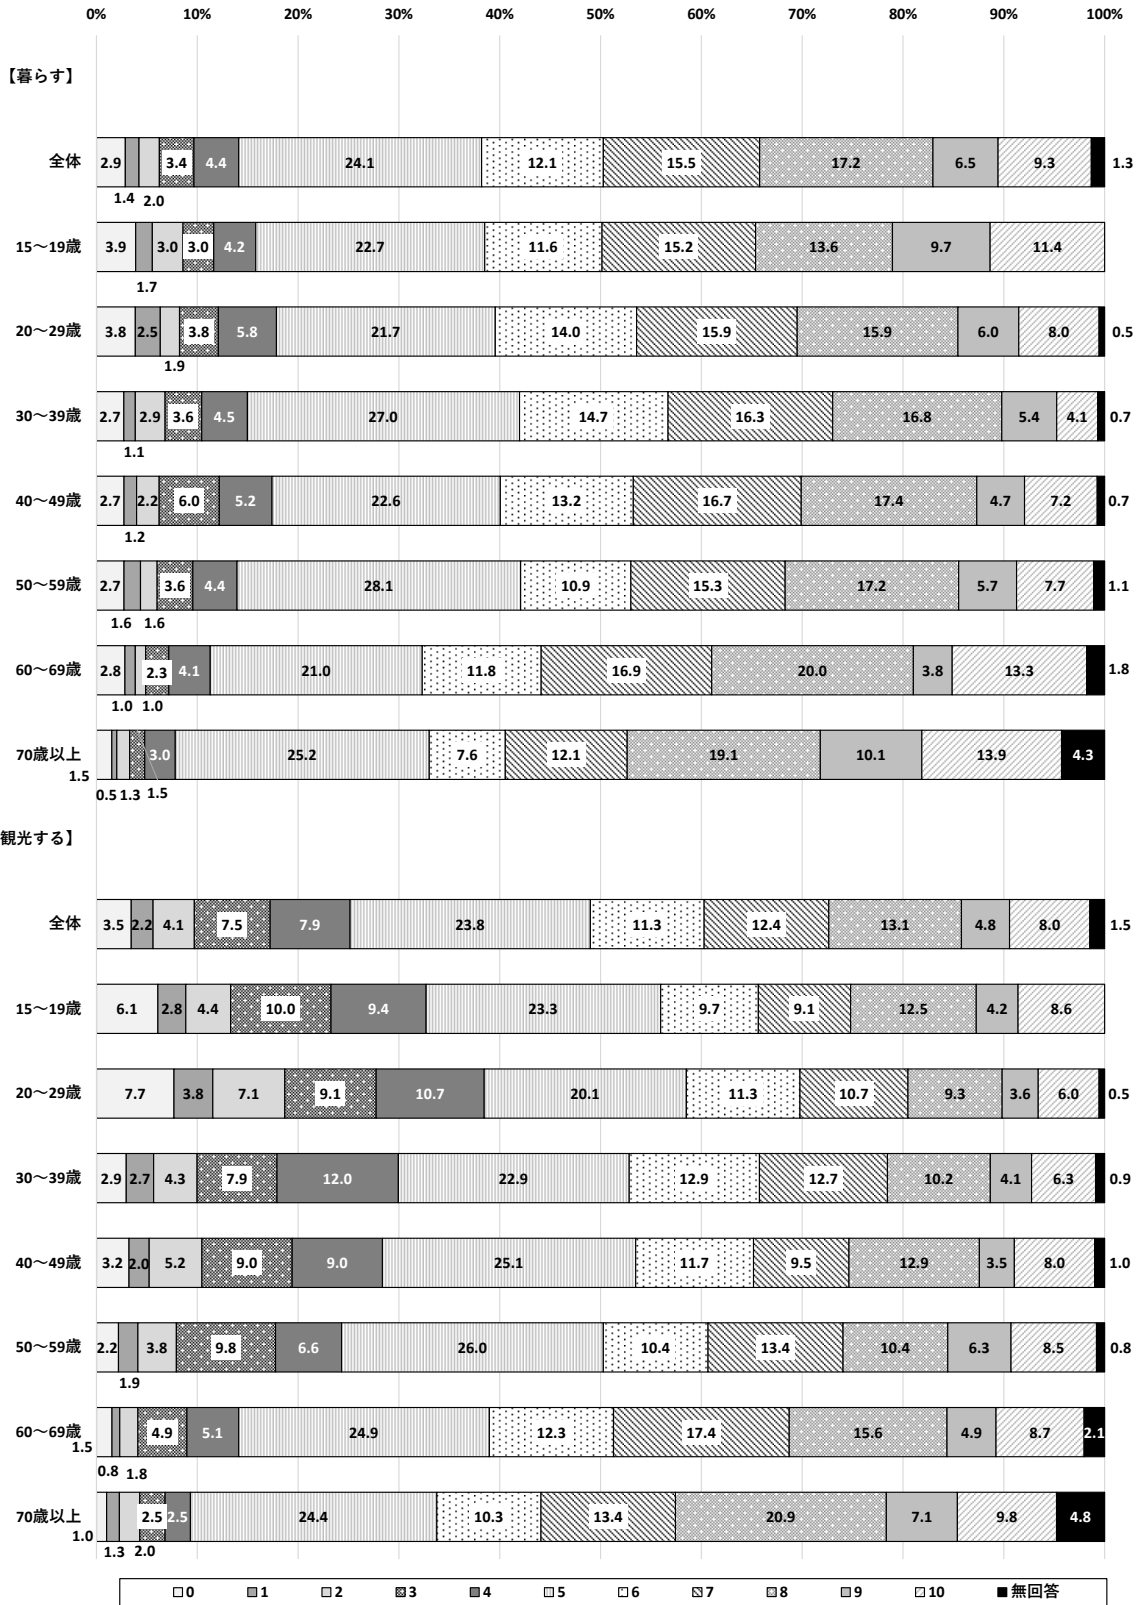 0% 10% 20% 30% 40% 50% 60% 70% 80% 90% 100%
【暮らす】
全体 2.9 3.4 4.4 24.1 12.1 15.5 17.2 6.5 9.3 1.3
1.4 2.0
15～19歳 3.9 3.0 3.0 4.2 22.7 11.6 15.2 13.6 9.7 11.4
1.7
20～29歳 3.8 2.5 3.8 5.8 21.7 14.0 15.9 15.9 6.0 8.0 0.5
1.9
30～39歳 2.7 2.9 3.6 4.5 27.0 14.7 16.3 16.8 5.4 4.1 0.7
1.1
40～49歳 2.7 2.2 6.0 5.2 22.6 13.2 16.7 17.4 4.7 7.2 0.7
1.2
50～59歳 2.7 3.6 4.4 28.1 10.9 15.3 17.2 5.7 7.7 1.1
1.6 1.6
60～69歳 2.8 2.3 4.1 21.0 11.8 16.9 20.0 3.8 13.3 1.8
1.0 1.0
70歳以上 3.0 25.2 7.6 12.1 19.1 10.1 13.9 4.3
1.5
0.5 1.3 1.5
観光する】
全体 3.5 2.2 4.1 7.5 7.9 23.8 11.3 12.4 13.1 4.8 8.0 1.5
15～19歳 6.1 2.8 4.4 10.0 9.4 23.3 9.7 9.1 12.5 4.2 8.6
20～29歳 7.7 3.8 7.1 9.1 10.7 20.1 11.3 10.7 9.3 3.6 6.0 0.5
30～39歳 2.9 2.7 4.3 7.9 12.0 22.9 12.9 12.7 10.2 4.1 6.3 0.9
40～49歳 3.2 2.0 5.2 9.0 9.0 25.1 11.7 9.5 12.9 3.5 8.0 1.0
50～59歳 2.2 3.8 9.8 6.6 26.0 10.4 13.4 10.4 6.3 8.5 0.8
1.9
60～69歳 4.9 5.1 24.9 12.3 17.4 15.6 4.9 8.7 2.1
1.5
0.8 1.8
70歳以上 2.5 2.5 24.4 10.3 13.4 20.9 7.1 9.8 4.8
1.0
1.3 2.0
0 1 2 3 4 5 6 7 8 9 10 無回答